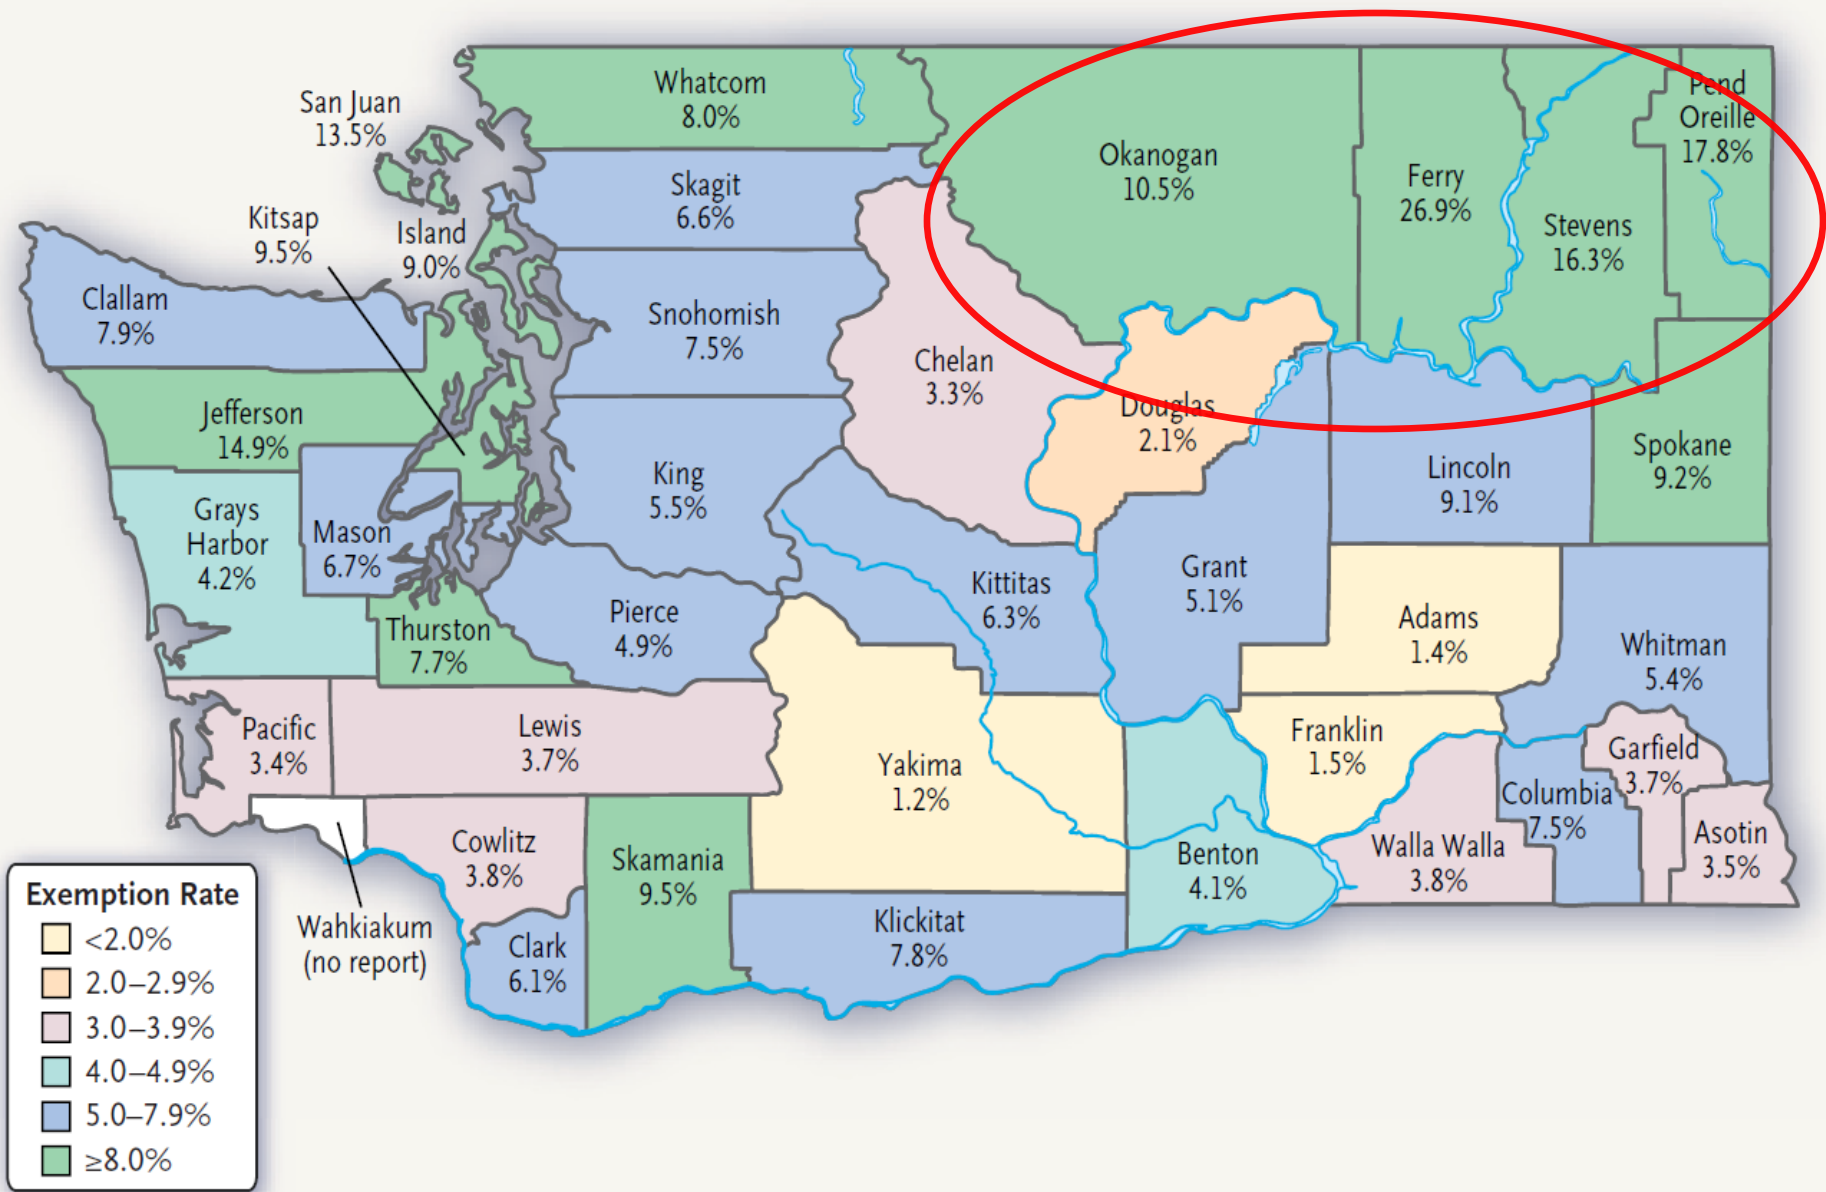 Whatcom
8.0%
San Juan
13.5%
Pend
Oreille
17.8%
Okanogan
10.5%
Ferry
26.9%
Stevens
16.3%
Skagit
6.6%
Kitsap
9.5%
Island
9.0%
Clallam
7.9%
Snohomish
7.5%
Chelan
3.3%
Douglas
2.1%
Jefferson
14.9%
King
5.5%
Lincoln
9.1%
Spokane
9.2%
Grays
Harbor
4.2%
Mason
6.7%
Kittitas
6.3%
Grant
5.1%
Pierce
4.9%
Thurston
7.7%
Adams
1.4%
Whitman
5.4%
Pacific
3.4%
Lewis
3.7%
Yakima
1.2%
Franklin
1.5%
Garfield
3.7%
Columbia
7.5%
Asotin
3.5%
Cowlitz
3.8%
Skamania
9.5%
Benton
4.1%
Walla Walla
3.8%
Wahkiakum
(no report)
Clark
6.1%
Klickitat
7.8%
Exemption Rate
<2.0%
2.0–2.9%
3.0–3.9%
4.0–4.9%
5.0–7.9%
≥8.0%